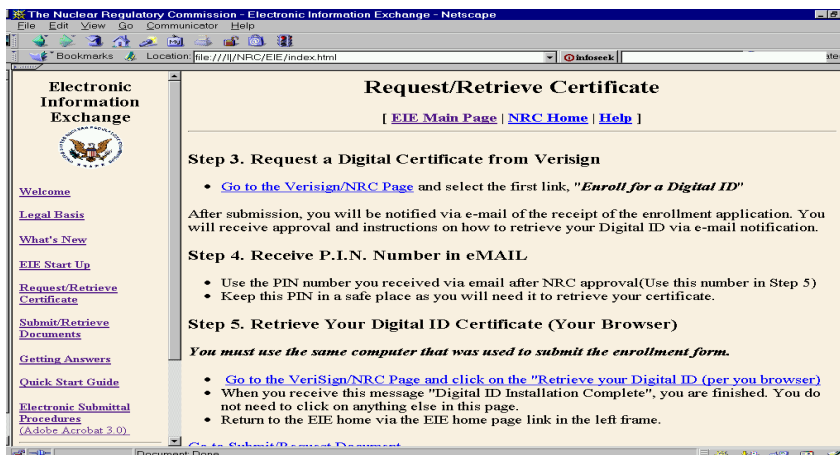 The Nuclear Regulatory Commission - Electronic Information Exchange - Netscape
File Edit View Go Communicator Help
Bookmarks Location: file:///I|/NRC/EIE/index.html infoseek
Electronic
Information
Exchange
Welcome
Legal Basis
What's New
EIE Start Up
Request/Retrieve
Certificate
Submit/Retrieve
Documents
Getting Answers
Quick Start Guide
Electronic Submittal
Procedures
(Adobe Acrobat 3.0)
Request/Retrieve Certificate
[ EIE Main Page | NRC Home | Help ]
Step 3. Request a Digital Certificate from Verisign
• Go to the Verisign/NRC Page and select the first link, "Enroll for a Digital ID"
After submission, you will be notified via e-mail of the receipt of the enrollment application. You
will receive approval and instructions on how to retrieve your Digital ID via e-mail notification.
Step 4. Receive P.I.N. Number in eMAIL
• Use the PIN number you received via email after NRC approval(Use this number in Step 5)
• Keep this PIN in a safe place as you will need it to retrieve your certificate.
Step 5. Retrieve Your Digital ID Certificate (Your Browser)
You must use the same computer that was used to submit the enrollment form.
• Go to the VeriSign/NRC Page and click on the "Retrieve your Digital ID (per you browser)
• When you receive this message "Digital ID Installation Complete", you are finished. You do
not need to click on anything else in this page.
• Return to the EIE home via the EIE home page link in the left frame.
Go to Submit/Request Document
Document: Done